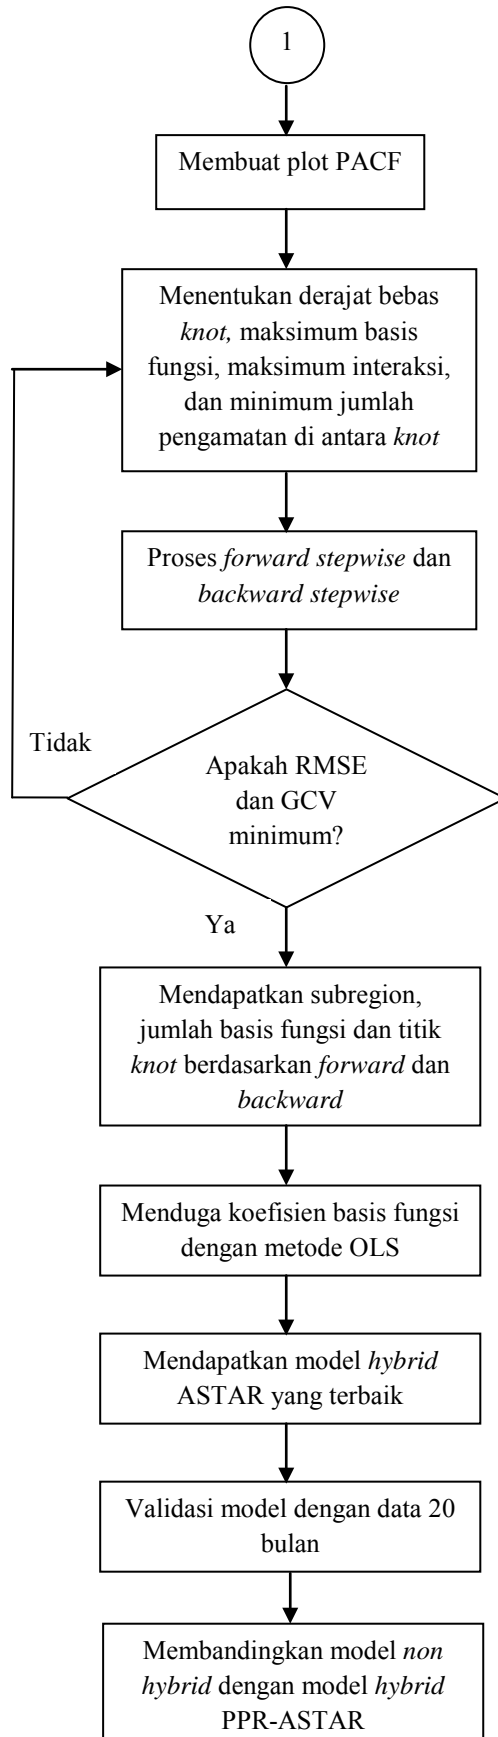 1
Membuat plot PACF
Menentukan derajat bebas
knot, maksimum basis
fungsi, maksimum interaksi,
dan minimum jumlah
pengamatan di antara knot
Proses forward stepwise dan
backward stepwise
Tidak
Apakah RMSE
dan GCV
minimum?
Ya
Mendapatkan subregion,
jumlah basis fungsi dan titik
knot berdasarkan forward dan
backward
Menduga koefisien basis fungsi
dengan metode OLS
Mendapatkan model hybrid
ASTAR yang terbaik
Validasi model dengan data 20
bulan
Membandingkan model non
hybrid dengan model hybrid
PPR-ASTAR